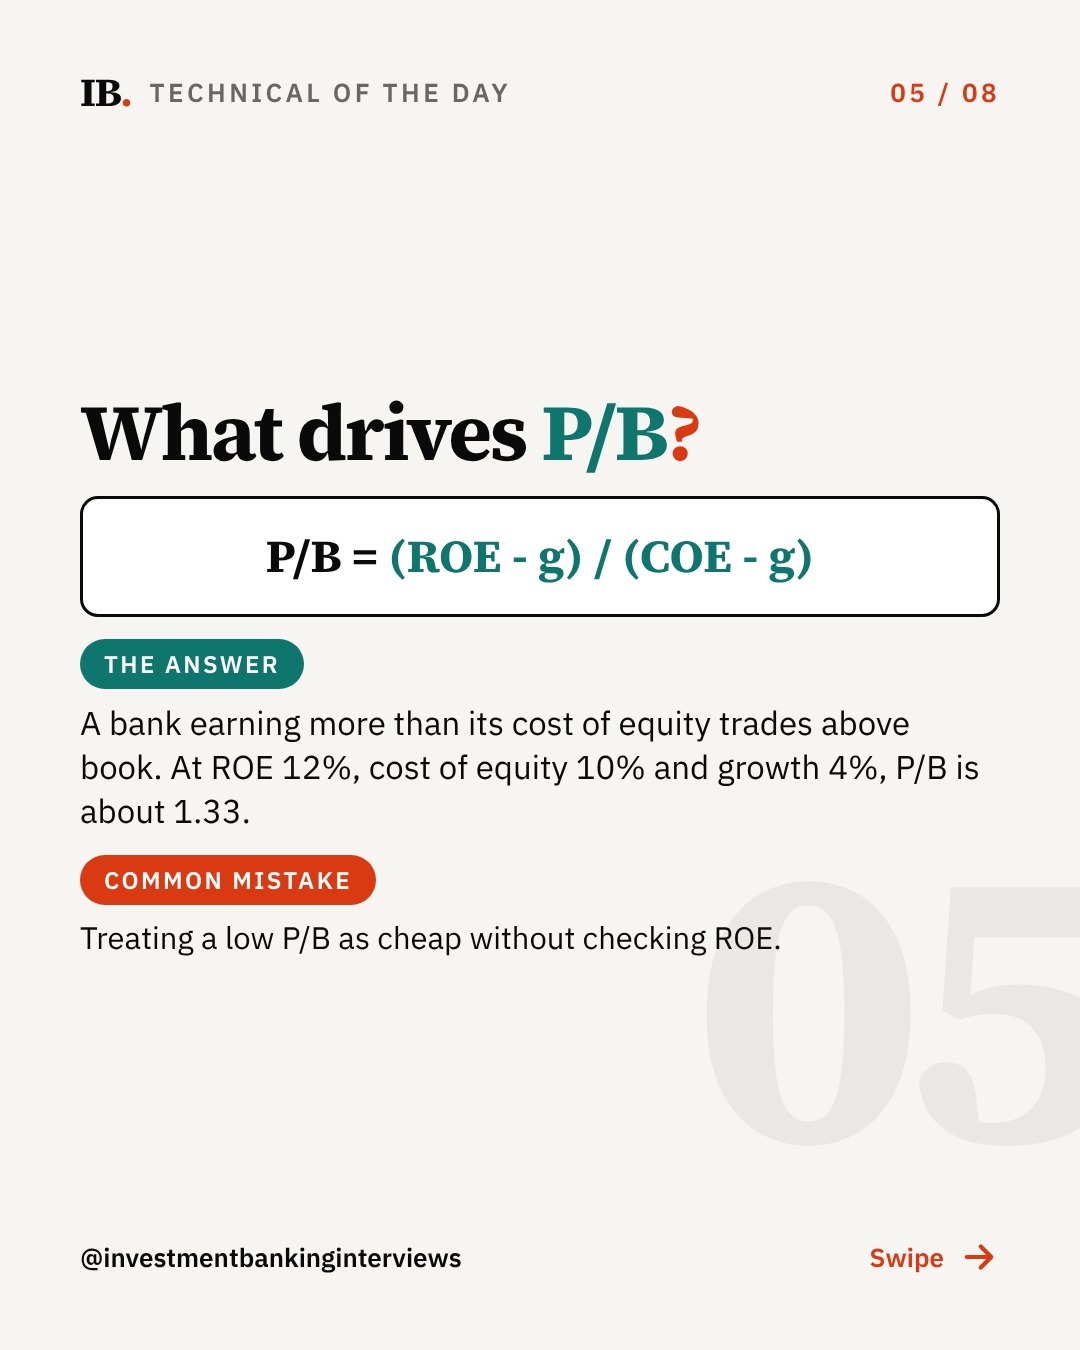 IB. TECHNICAL OF THE DAY
05 / 08
What drives P/B?
P/B = (ROE - g) / (COE - g)
THE ANSWER
A bank earning more than its cost of equity trades above
book. At ROE 12%, cost of equity 10% and growth 4%, P/B is
about 1.33.
COMMON MISTAKE
Treating a low P/B as cheap without checking ROE.
05
@investmentbankinginterviews
Swipe →